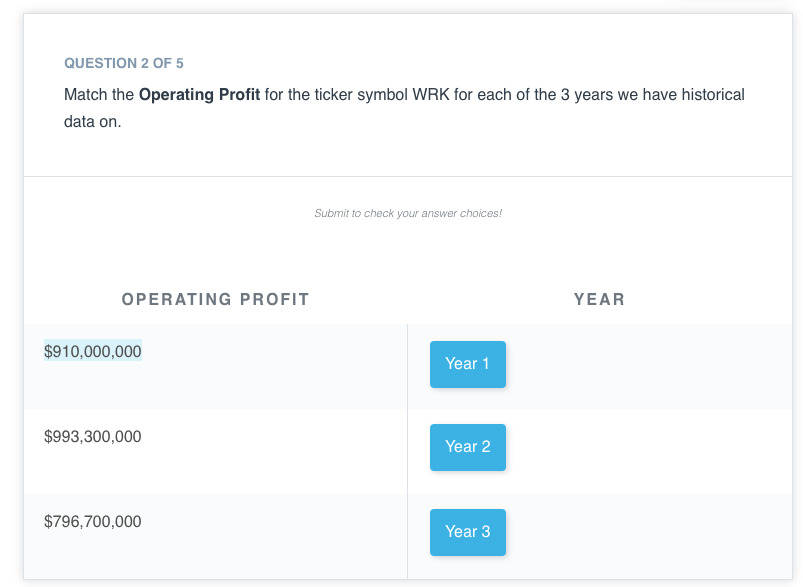 QUESTION 2 OF 5
Match the Operating Profit for the ticker symbol WRK for each of the 3 years we have historical
data on.
Submit to check your answer choices!
OPERATING PROFIT YEAR
$910,000,000 Year 1
$993,300,000 Year 2
$796,700,000 Year 3